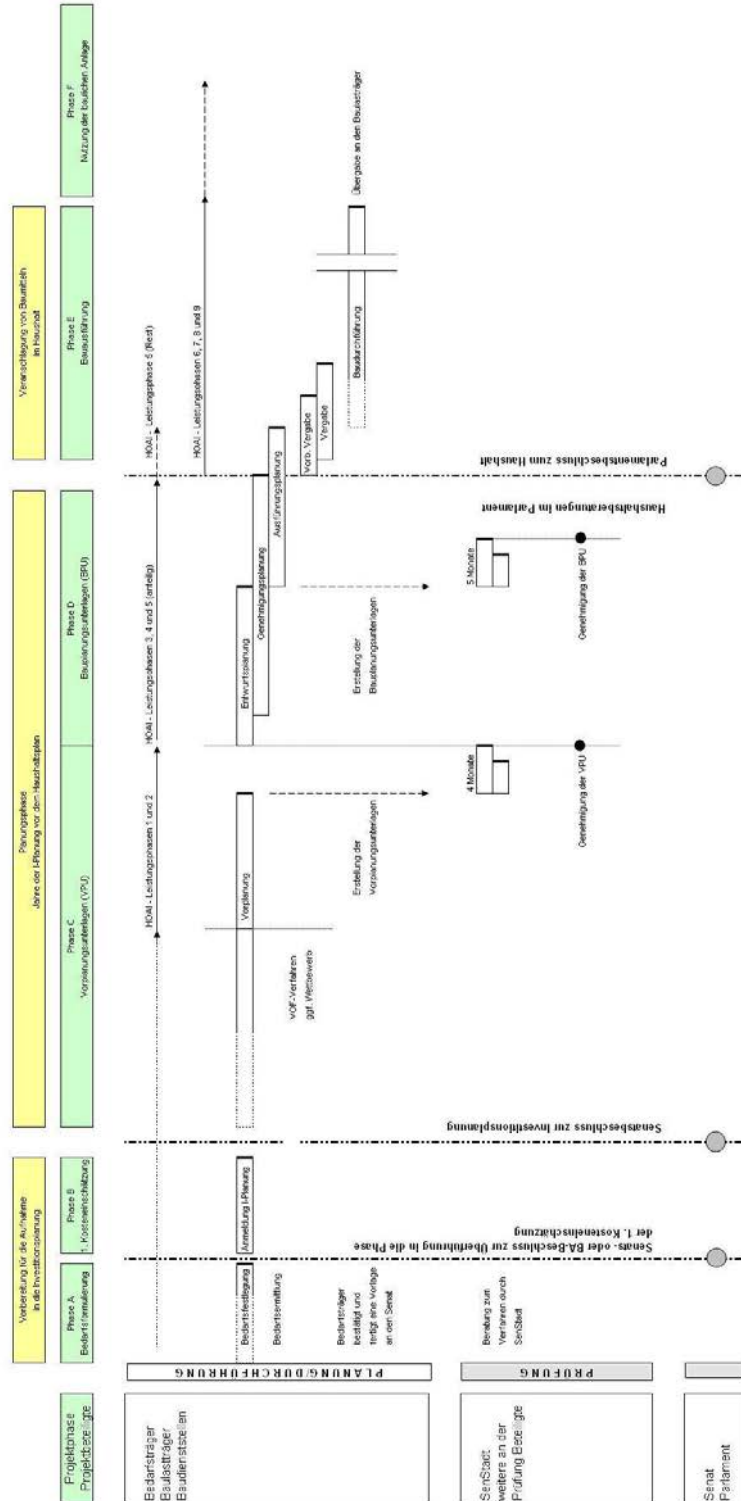 Projektphase
Projektbeteiligte
Vorbereitung für die Aufnahme
in die Investitionsplanung
Phase A
Bedarfsformulierung
Phase B
1. Kosteneinschätzung
Planungsphase
Jahre der I-Planung vor dem Haushaltsplan
Phase C
Vorplanungsunterlagen (VPU)
Phase D
Bauplanungsunterlagen (BPU)
Veranschlagung von Baumitteln
im Haushalt
Phase E
Bauausführung
Phase F
Nutzung der baulichen Anlage
Bedarfsträger
Baulastträger
Baudienststellen
PLANUNG/DURCHFÜHRUNG
HOAI - Leistungsphasen 1 und 2
HOAI - Leistungsphasen 3, 4 und 5 (anteilig)
HOAI - Leistungsphase 5 (Rest)
HOAI - Leistungsphasen 6, 7, 8 und 9
Bedarfsfestlegung
Anmeldung I-Planung
Vorplanung
Entwurfsplanung
Genehmigungsplanung
Ausführungsplanung
Bedarfsermittlung
VOF-Verfahren
ggf. Wettbewerb
vorb. Vergabe
Vergabe
Bedarfsträger
bestätigt und
fertigt eine Vorlage
an den Senat
Erstellung der
Vorplanungsunterlagen
Erstellung der
Bauplanungsunterlagen
Baudurchführung
Übergabe an den Baulastträger
Senats- oder BA-Beschluss zur Überführung in die Phase
der 1. Kosteneinschätzung
Senatsbeschluss zur Investitionsplanung
Haushaltsberatungen im Parlament
Parlamentsbeschluss zum Haushalt
SenStadt
weitere an der
Prüfung Beteiligte
PRÜFUNG
Beratung zum
Verfahren durch
SenStadt
4 Monate
5 Monate
Genehmigung der VPU
Genehmigung der BPU
Senat
Parlament